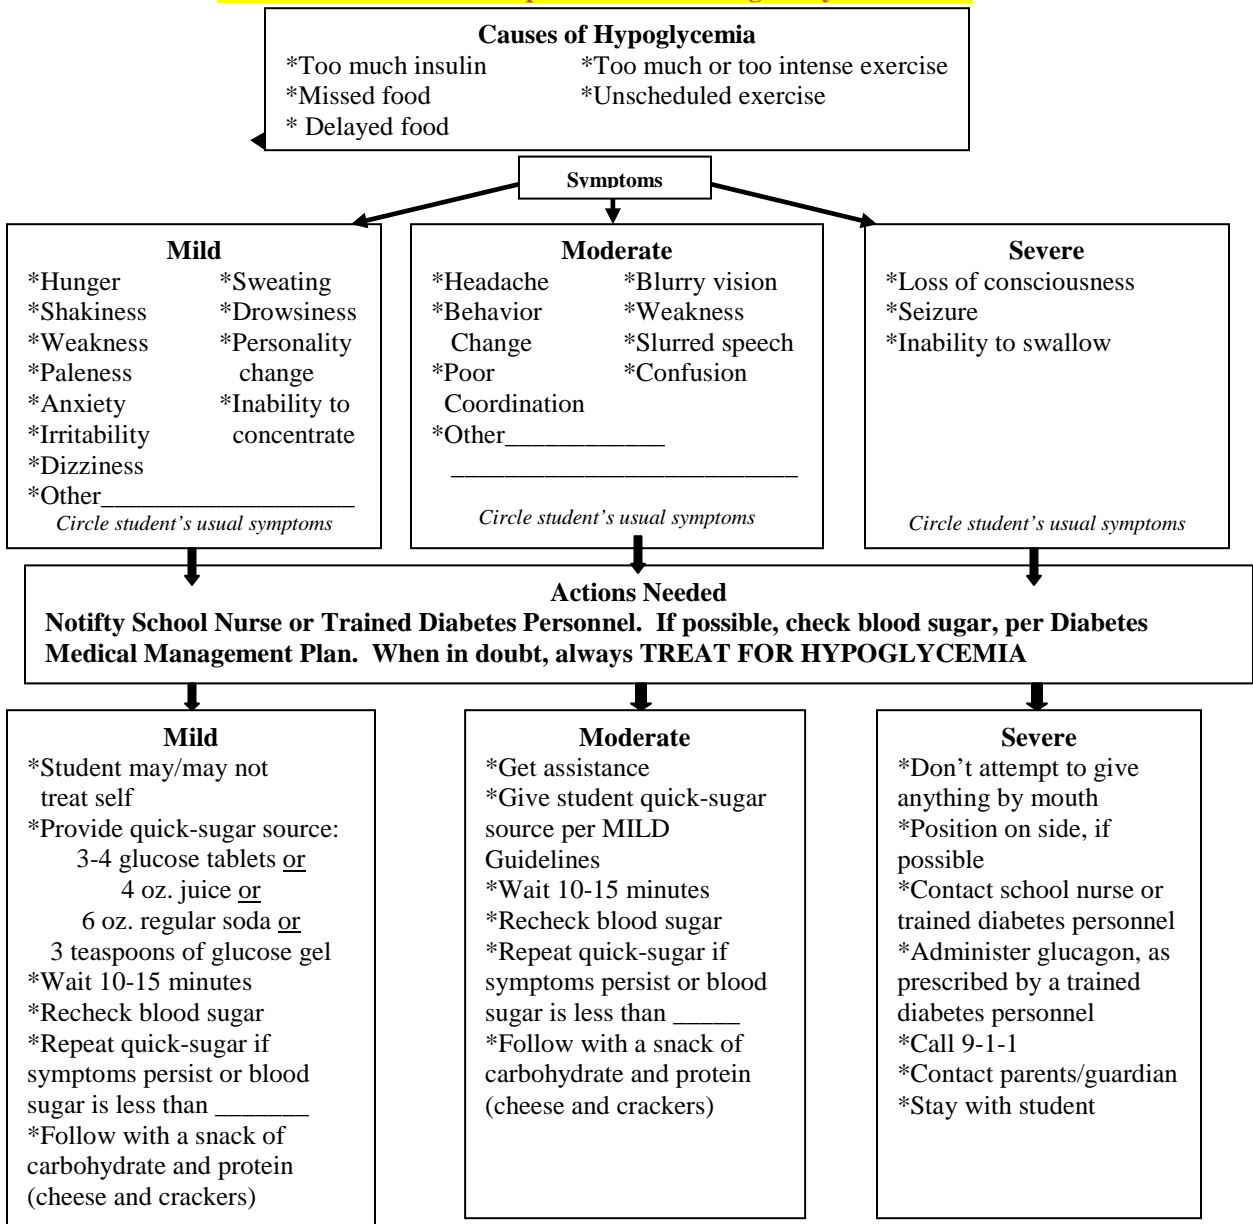 Causes of Hypoglycemia
*Too much insulin *Too much or too intense exercise
*Missed food *Unscheduled exercise
* Delayed food
Symptoms
Mild
*Hunger *Sweating
*Shakiness *Drowsiness
*Weakness *Personality
*Paleness change
*Anxiety *Inability to
*Irritability concentrate
*Dizziness
*Other___________________
Circle student's usual symptoms
Moderate
*Headache *Blurry vision
*Behavior *Weakness
Change *Slurred speech
*Poor *Confusion
Coordination
*Other____________
__________________________
Circle student's usual symptoms
Severe
*Loss of consciousness
*Seizure
*Inability to swallow
Circle student's usual symptoms
Actions Needed
Notifty School Nurse or Trained Diabetes Personnel. If possible, check blood sugar, per Diabetes
Medical Management Plan. When in doubt, always TREAT FOR HYPOGLYCEMIA
Mild
*Student may/may not
treat self
*Provide quick-sugar source:
3-4 glucose tablets or
4 oz. juice or
6 oz. regular soda or
3 teaspoons of glucose gel
*Wait 10-15 minutes
*Recheck blood sugar
*Repeat quick-sugar if
symptoms persist or blood
sugar is less than _______
*Follow with a snack of
carbohydrate and protein
(cheese and crackers)
Moderate
*Get assistance
*Give student quick-sugar
source per MILD
Guidelines
*Wait 10-15 minutes
*Recheck blood sugar
*Repeat quick-sugar if
symptoms persist or blood
sugar is less than _____
*Follow with a snack of
carbohydrate and protein
(cheese and crackers)
Severe
*Don't attempt to give
anything by mouth
*Position on side, if
possible
*Contact school nurse or
trained diabetes personnel
*Administer glucagon, as
prescribed by a trained
diabetes personnel
*Call 9-1-1
*Contact parents/guardian
*Stay with student